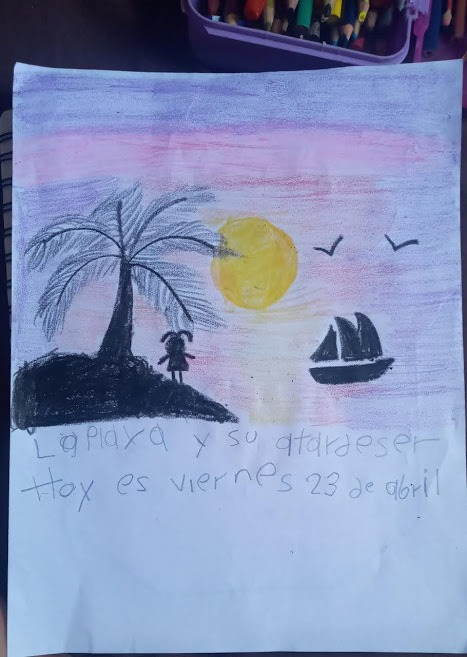 La Playa y su atardeser
Hoy es viernes 23 de abril